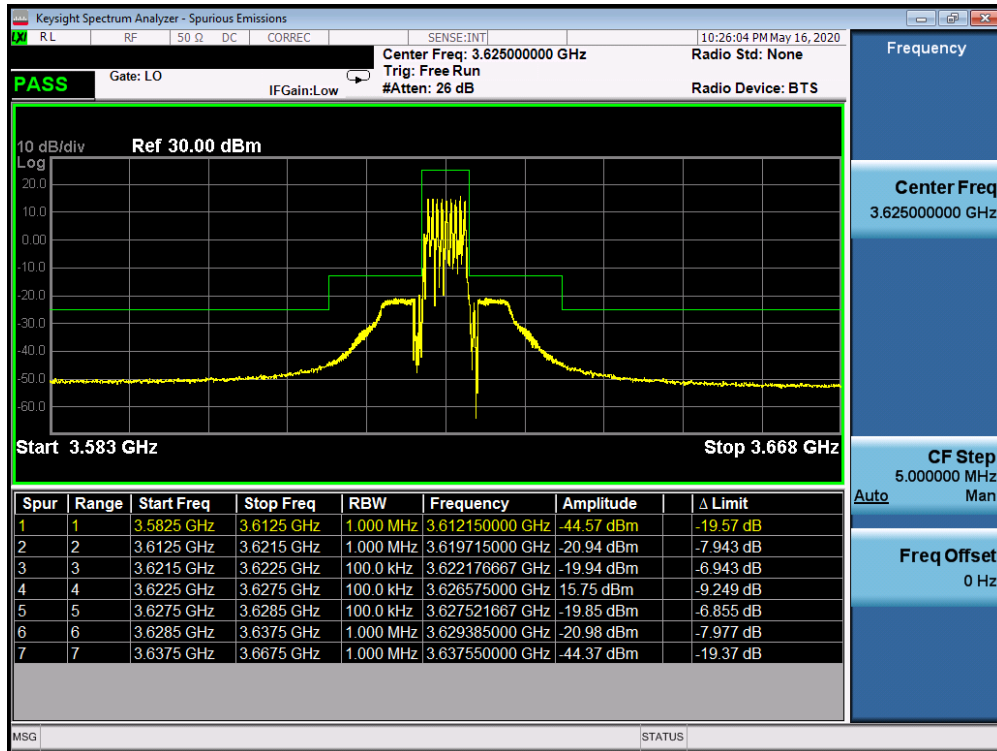 Keysight Spectrum Analyzer - Spurious Emissions
LXI RL RF 50 Ω DC CORREC SENSE:INT 10:26:04 PM May 16, 2020
Center Freq: 3.625000000 GHz Radio Std: None
PASS Gate: LO Trig: Free Run
IFGain:Low #Atten: 26 dB Radio Device: BTS
10 dB/div Ref 30.00 dBm
Log
20.0
10.0
0.00
-10.0
-20.0
-30.0
-40.0
-50.0
-60.0
Start 3.583 GHz Stop 3.668 GHz
Spur Range Start Freq Stop Freq RBW Frequency Amplitude Δ Limit
1 1 3.5825 GHz 3.6125 GHz 1.000 MHz 3.612150000 GHz -44.57 dBm -19.57 dB
2 2 3.6125 GHz 3.6215 GHz 1.000 MHz 3.619715000 GHz -20.94 dBm -7.943 dB
3 3 3.6215 GHz 3.6225 GHz 100.0 kHz 3.622176667 GHz -19.94 dBm -6.943 dB
4 4 3.6225 GHz 3.6275 GHz 100.0 kHz 3.626575000 GHz 15.75 dBm -9.249 dB
5 5 3.6275 GHz 3.6285 GHz 100.0 kHz 3.627521667 GHz -19.85 dBm -6.855 dB
6 6 3.6285 GHz 3.6375 GHz 1.000 MHz 3.629385000 GHz -20.98 dBm -7.977 dB
7 7 3.6375 GHz 3.6675 GHz 1.000 MHz 3.637550000 GHz -44.37 dBm -19.37 dB
MSG STATUS
Frequency
Center Freq
3.625000000 GHz
CF Step
5.000000 MHz
Auto Man
Freq Offset
0 Hz